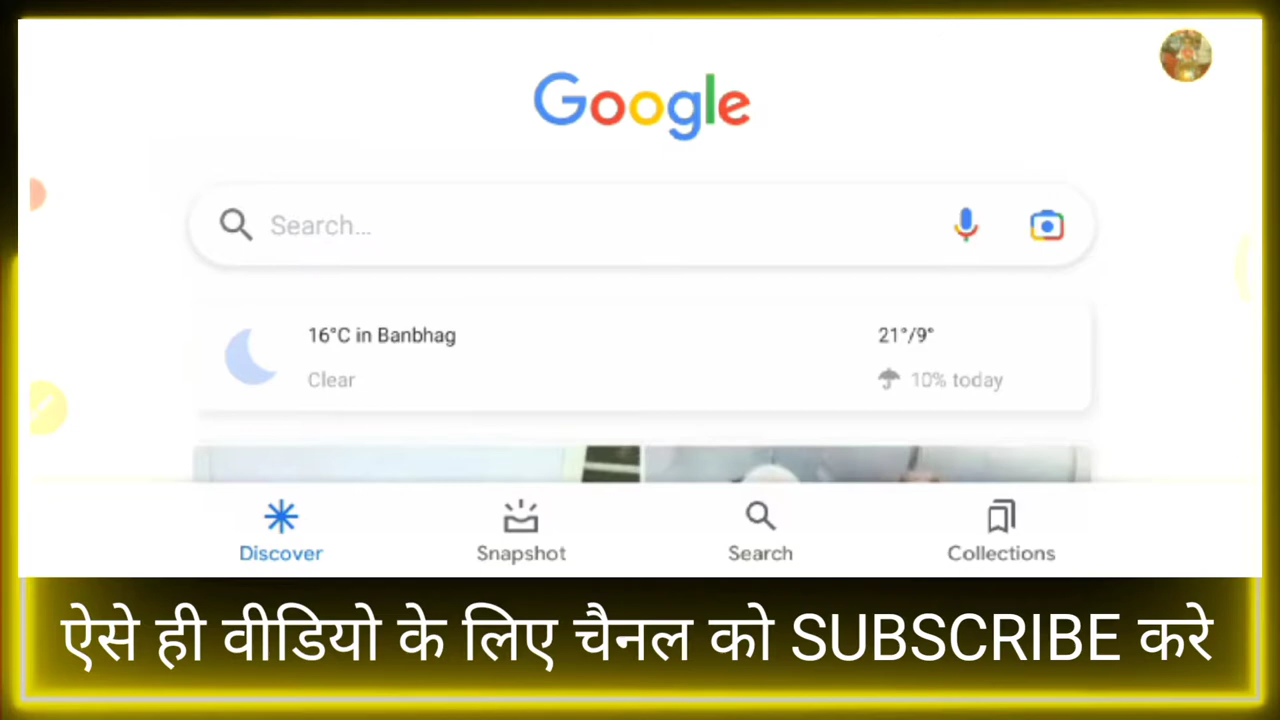 Google
Search...
16°C in Banbhag
21°/9°
Clear
10% today
Discover
Snapshot
Search
Collections
ऐसे ही वीडियो के लिए चैनल को SUBSCRIBE करे